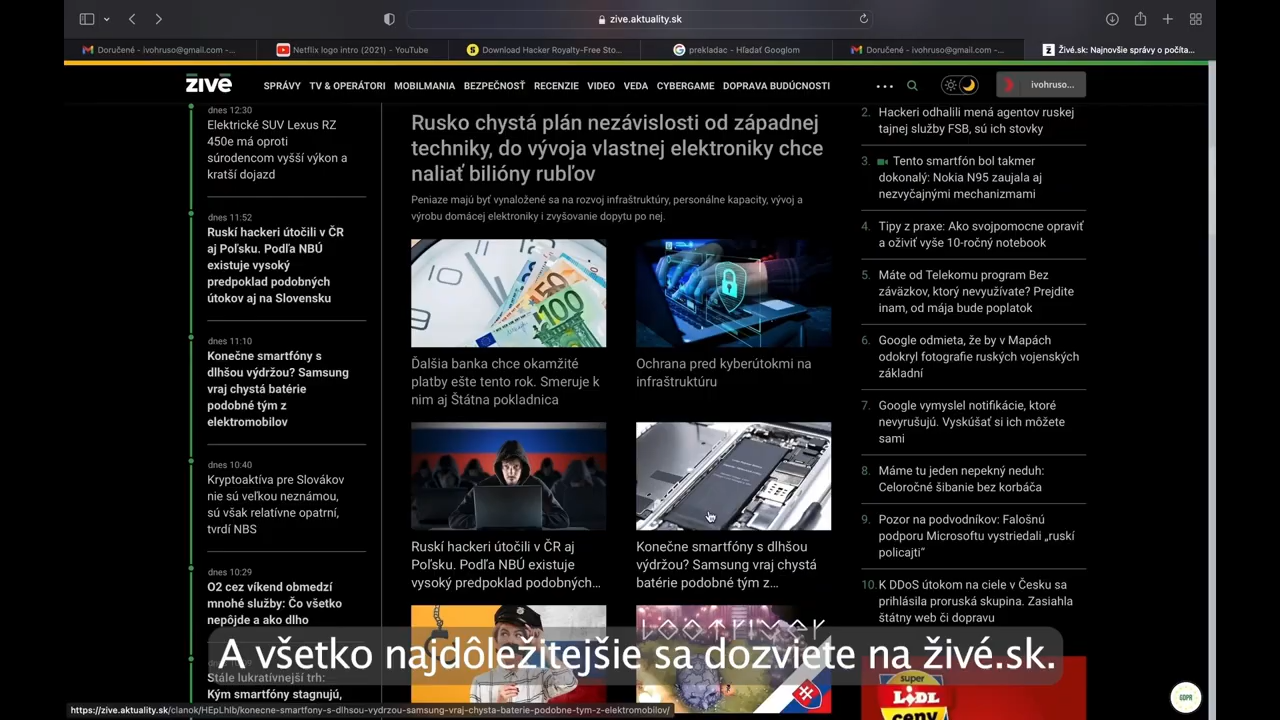 zive.aktuality.sk
Doručené – ivohruso@gmail.com -...
Netflix logo intro (2021) - YouTube
Download Hacker Royalty-Free Sto...
prekladac - Hľadať Googlom
Doručené – ivohruso@gmail.com -...
Živé.sk: Najnovšie správy o počíta...
živē
SPRÁVY
TV & OPERÁTORI
MOBILMANIA
BEZPEČNOSŤ
RECENZIE
VIDEO
VEDA
CYBERGAME
DOPRAVA BUDÚCNOSTI
ivohruso...
dnes 12:30
Elektrické SUV Lexus RZ
450e má oproti
súrodencom vyšší výkon a
kratší dojazd
dnes 11:52
Ruskí hackeri útočili v ČR
aj Poľsku. Podľa NBÚ
existuje vysoký
predpoklad podobných
útokov aj na Slovensku
dnes 11:10
Konečne smartfóny s
dlhšou výdržou? Samsung
vraj chystá batérie
podobné tým z
elektromobilov
dnes 10:40
Kryptoaktíva pre Slovákov
nie sú veľkou neznámou,
sú však relatívne opatrní,
tvrdí NBS
dnes 10:29
O2 cez víkend obmedzí
mnohé služby: Čo všetko
nepôjde a ako dlho
Stále lukratívnejší trh:
Kým smartfóny stagnujú,
Rusko chystá plán nezávislosti od západnej
techniky, do vývoja vlastnej elektroniky chce
naliať bilióny rubľov
Peniaze majú byť vynaložené sa na rozvoj infraštruktúry, personálne kapacity, vývoj a
výrobu domácej elektroniky i zvyšovanie dopytu po nej.
100
Ďalšia banka chce okamžité
platby ešte tento rok. Smeruje k
nim aj Štátna pokladnica
Ochrana pred kyberútokmi na
infraštruktúru
Ruskí hackeri útočili v ČR aj
Poľsku. Podľa NBÚ existuje
vysoký predpoklad podobných...
Konečne smartfóny s dlhšou
výdržou? Samsung vraj chystá
batérie podobné tým z...
2. Hackeri odhalili mená agentov ruskej
tajnej služby FSB, sú ich stovky
3. Tento smartfón bol takmer
dokonalý: Nokia N95 zaujala aj
nezvyčajnými mechanizmami
4. Tipy z praxe: Ako svojpomocne opraviť
a oživiť vyše 10-ročný notebook
5. Máte od Telekomu program Bez
záväzkov, ktorý nevyužívate? Prejdite
inam, od mája bude poplatok
6. Google odmieta, že by v Mapách
odokryl fotografie ruských vojenských
základní
7. Google vymyslel notifikácie, ktoré
nevyrušujú. Vyskúšať si ich môžete
sami
8. Máme tu jeden nepekný neduh:
Celoročné šibanie bez korbáča
9. Pozor na podvodníkov: Falošnú
podporu Microsoftu vystriedali „ruskí
policajti“
10. K DDoS útokom na ciele v Česku sa
prihlásila proruská skupina. Zasiahla
štátny web či dopravu
A všetko najdôležitejšie sa dozviete na živé.sk.
super
LIDL
ceny
GDPR
https://zive.aktuality.sk/clanok/HEpLhlb/konecne-smartfony-s-dlhsou-vydrzou-samsung-vraj-chysta-baterie-podobne-tym-z-elektromobilov/